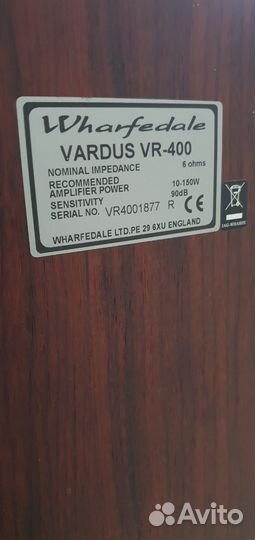 Wharfedale
VARDUS VR-400
NOMINAL IMPEDANCE 6 ohms
RECOMMENDED
AMPLIFIER POWER 10-150W
SENSITIVITY 90dB
SERIAL NO. VR4001877 R CE
WHARFEDALE LTD.PE 29 6XU ENGLAND
Avito